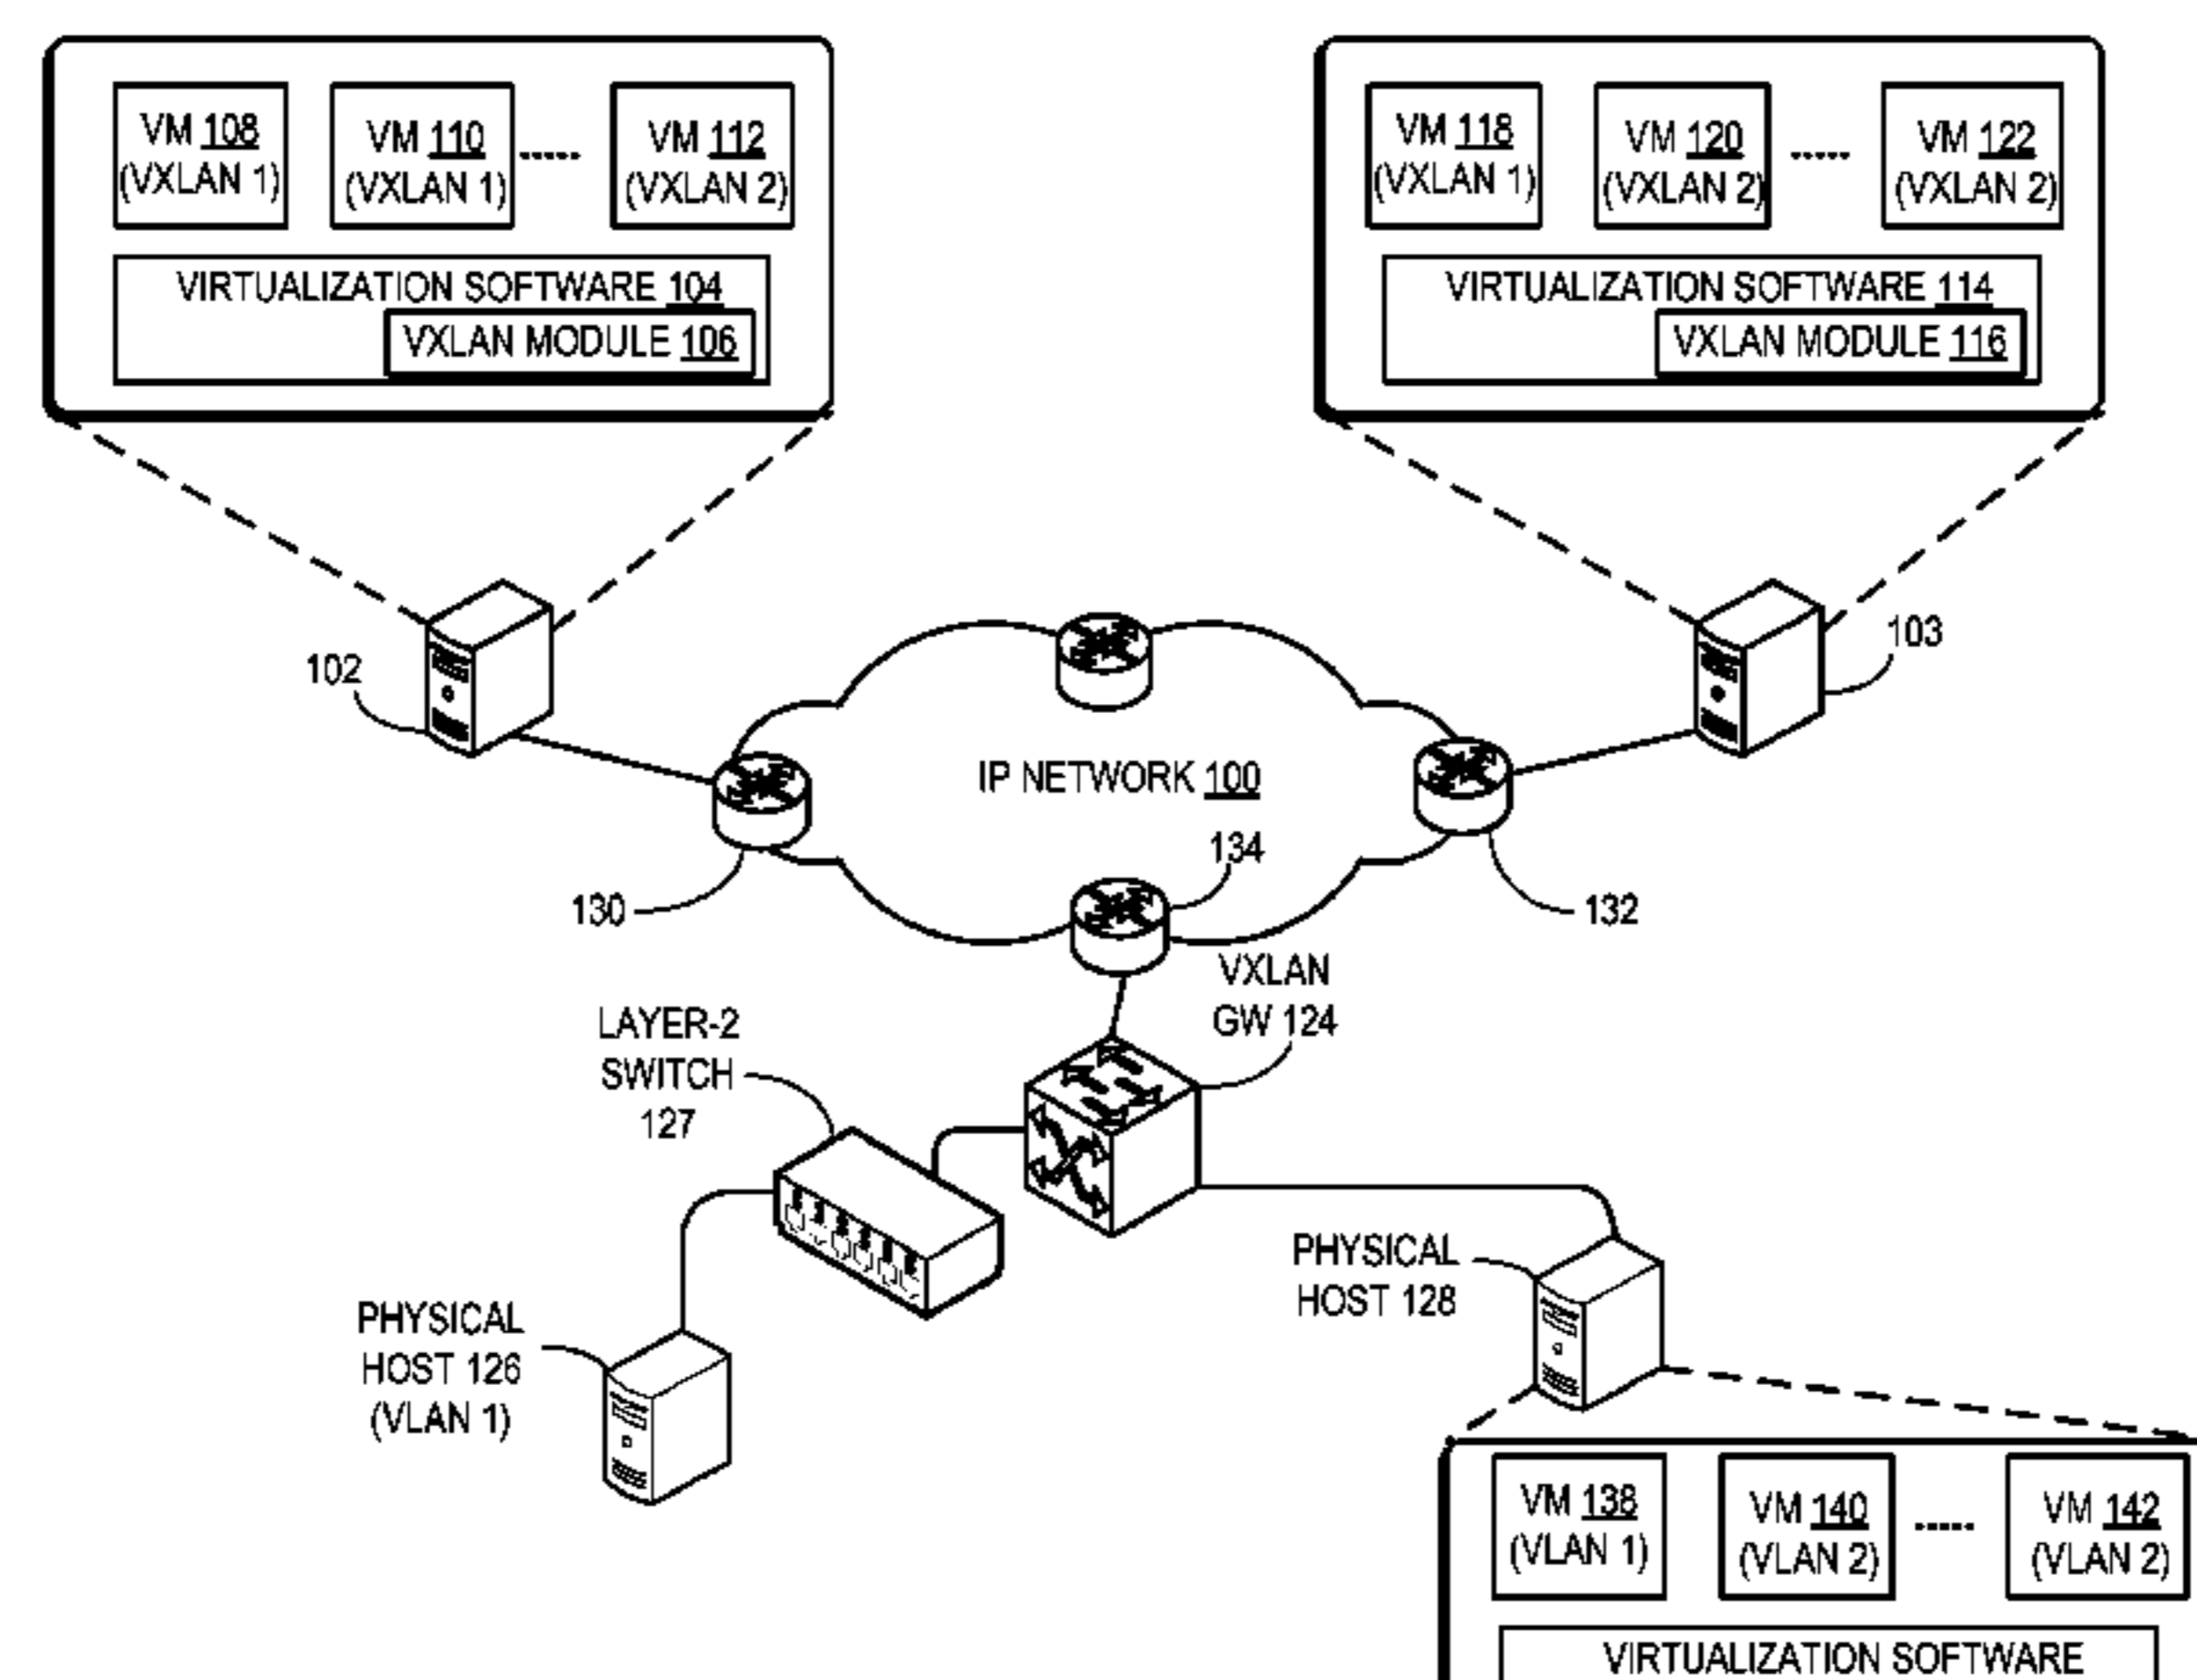 VM 108
(VXLAN 1)
VM 110
(VXLAN 1)
.....
VM 112
(VXLAN 2)
VIRTUALIZATION SOFTWARE 104
VXLAN MODULE 106
VM 118
(VXLAN 1)
VM 120
(VXLAN 2)
.....
VM 122
(VXLAN 2)
VIRTUALIZATION SOFTWARE 114
VXLAN MODULE 116
102
103
IP NETWORK 100
134
130
132
VXLAN
GW 124
LAYER-2
SWITCH
127
PHYSICAL
HOST 128
PHYSICAL
HOST 126
(VLAN 1)
VM 138
(VLAN 1)
VM 140
(VLAN 2)
.....
VM 142
(VLAN 2)
VIRTUALIZATION SOFTWARE